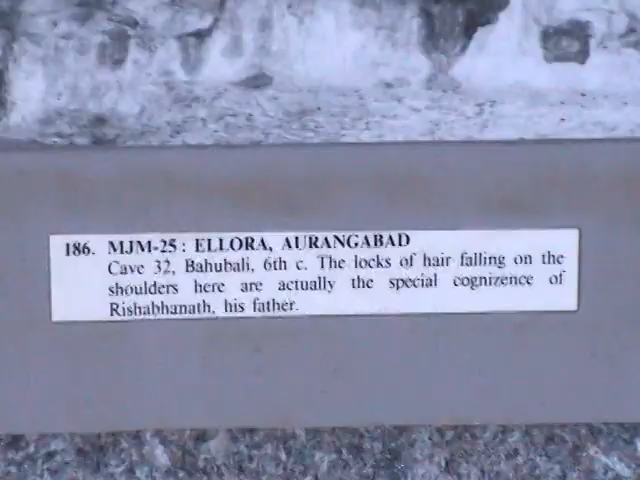 186. MJM-25: ELLORA, AURANGABAD
Cave 32, Bahubali, 6th c. The locks of hair falling on the
shoulders here are actually the special cognizence of
Rishabhanath, his father.